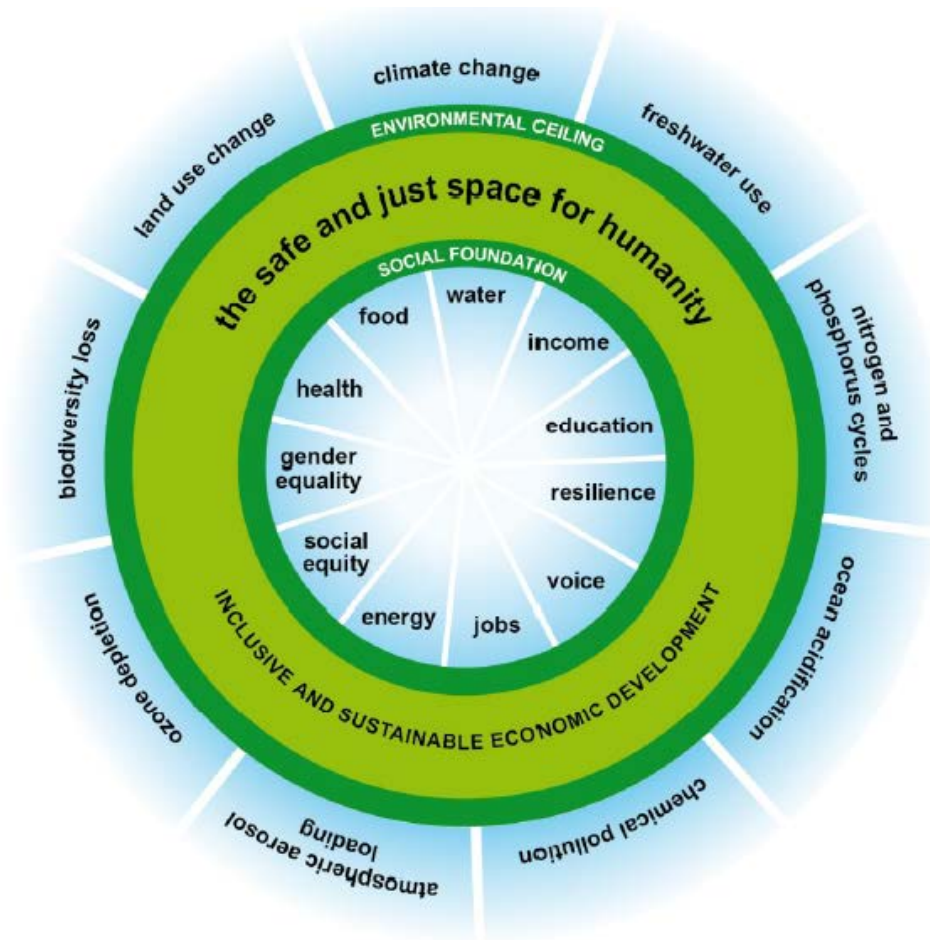 climate change
freshwater use
nitrogen and
phosphorus cycles
ocean acidification
chemical pollution
atmospheric aerosol
loading
ozone depletion
biodiversity loss
land use change
ENVIRONMENTAL CEILING
the safe and just space for humanity
SOCIAL FOUNDATION
water
income
education
resilience
voice
jobs
energy
social
equity
gender
equality
health
food
INCLUSIVE AND SUSTAINABLE ECONOMIC DEVELOPMENT